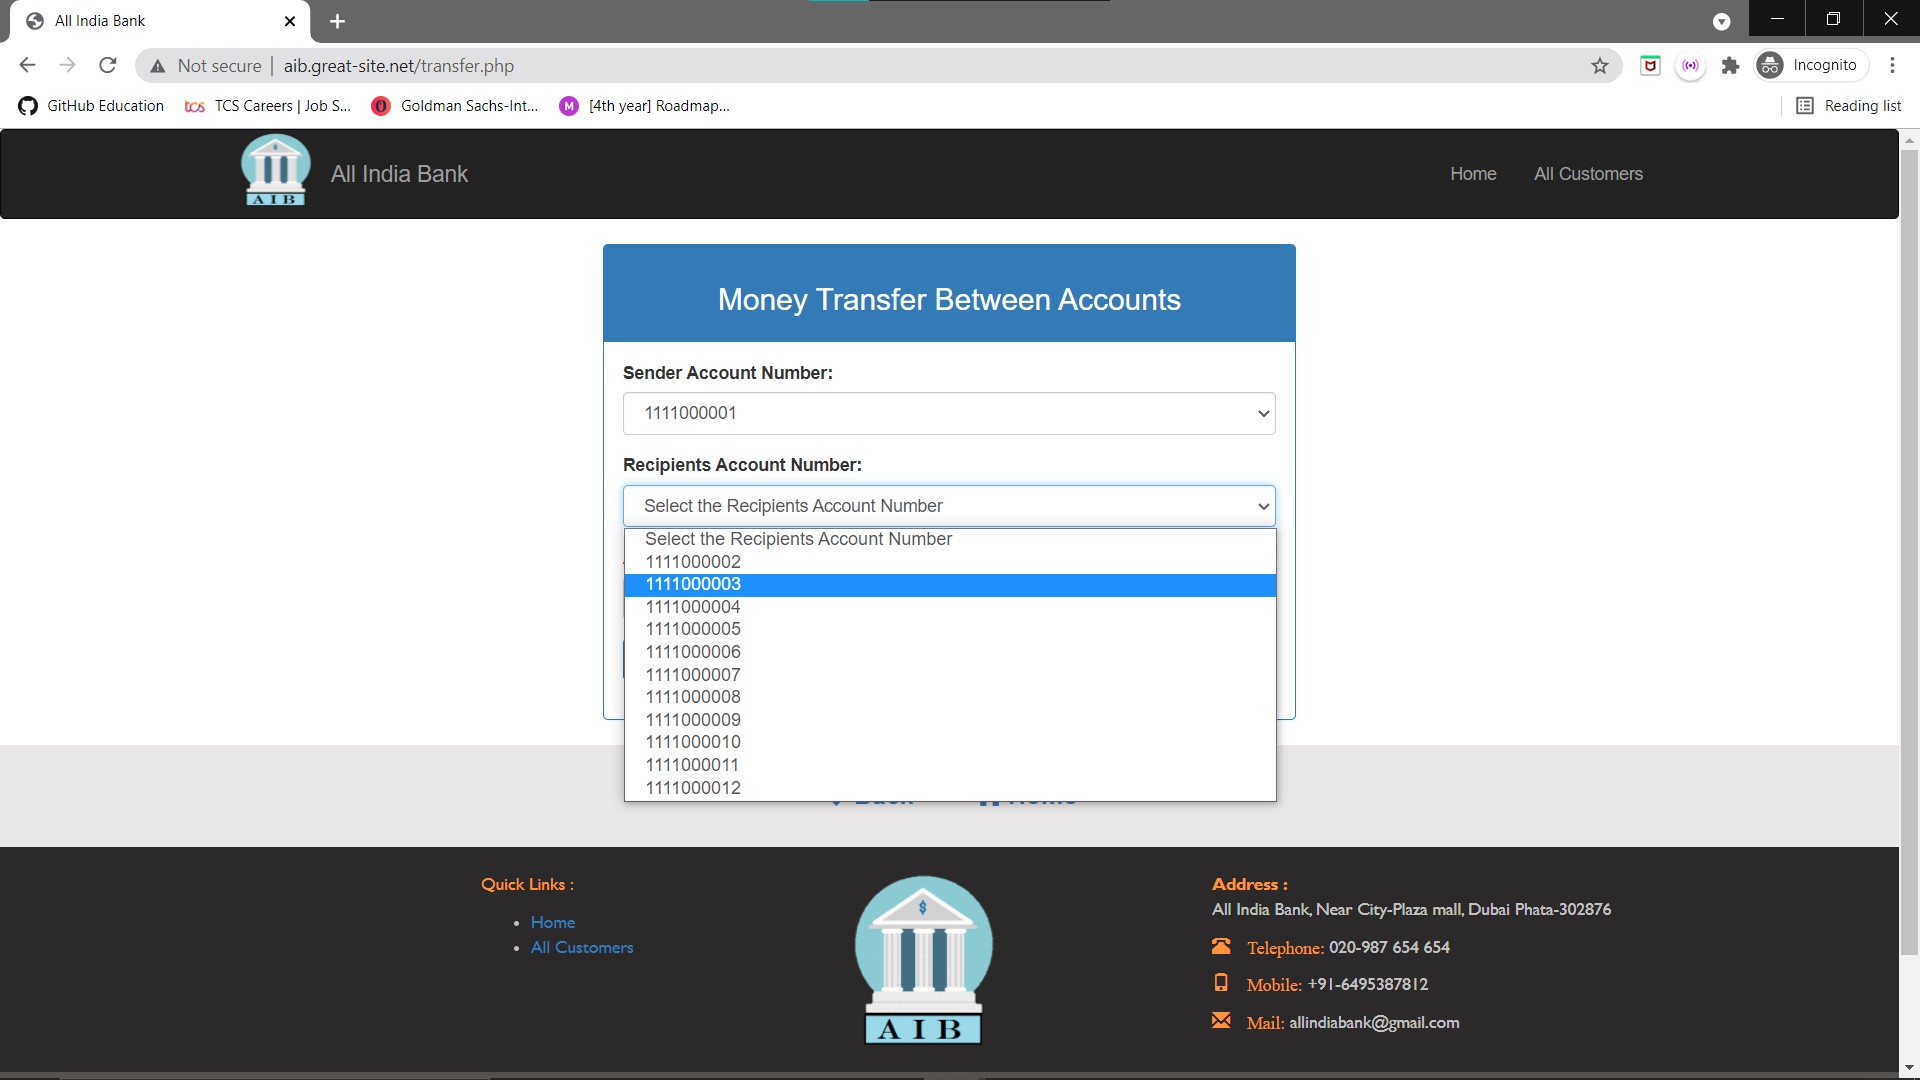 All India Bank
Not secure
aib.great-site.net/transfer.php
Incognito
GitHub Education
TCS Careers | Job S...
Goldman Sachs-Int...
[4th year] Roadmap...
Reading list
AIB
All India Bank
Home
All Customers
Money Transfer Between Accounts
Sender Account Number:
1111000001
Recipients Account Number:
Select the Recipients Account Number
Select the Recipients Account Number
1111000002
1111000003
1111000004
1111000005
1111000006
1111000007
1111000008
1111000009
1111000010
1111000011
1111000012
Quick Links :
Home
All Customers
AIB
Address :
All India Bank, Near City-Plaza mall, Dubai Phata-302876
Telephone: 020-987 654 654
Mobile: +91-6495387812
Mail: allindiabank@gmail.com